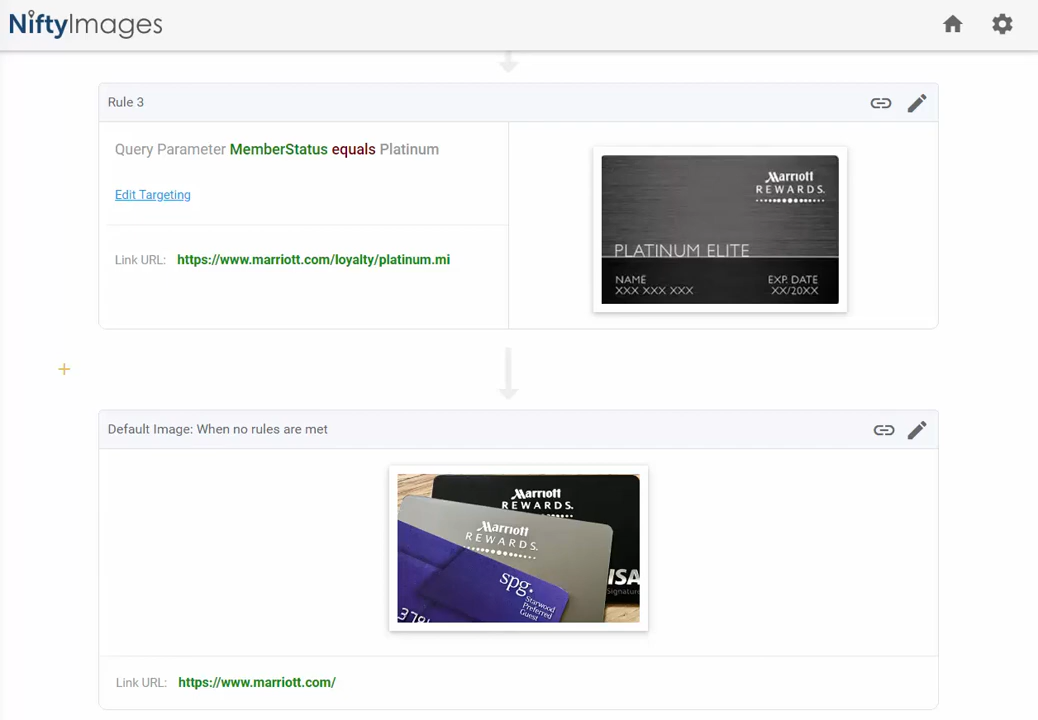 NiftyImages
Rule 3
Query Parameter MemberStatus equals Platinum
Edit Targeting
Link URL: https://www.marriott.com/loyalty/platinum.mi
Marriott
REWARDS.
PLATINUM ELITE
NAME EXP. DATE
XXX XXX XXX XX/20XX
Default Image: When no rules are met
Marriott
REWARDS.
Marriott
REWARDS.
spg.
Starwood
Preferred
Guest
ISA
Signature
Link URL: https://www.marriott.com/